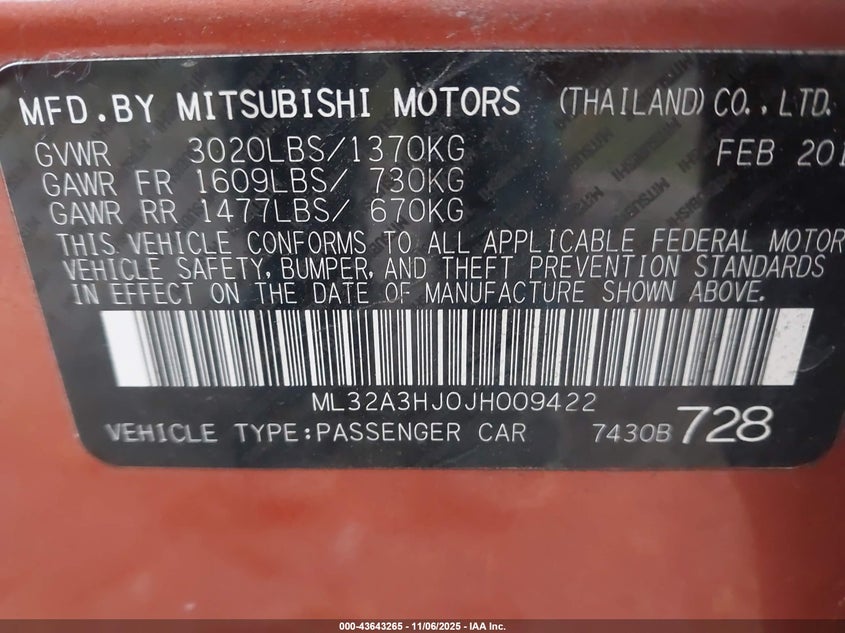 MFD.BY MITSUBISHI MOTORS (THAILAND) CO.,LTD.
GVWR 3020LBS/1370KG FEB 201
GAWR FR 1609LBS/ 730KG
GAWR RR 1477LBS/ 670KG
THIS VEHICLE CONFORMS TO ALL APPLICABLE FEDERAL MOTOR
VEHICLE SAFETY, BUMPER, AND THEFT PREVENTION STANDARDS
IN EFFECT ON THE DATE OF MANUFACTURE SHOWN ABOVE.
ML32A3HJ0JH009422
VEHICLE TYPE:PASSENGER CAR 7430B 728
000-43643265 - 11/06/2025 - IAA Inc.